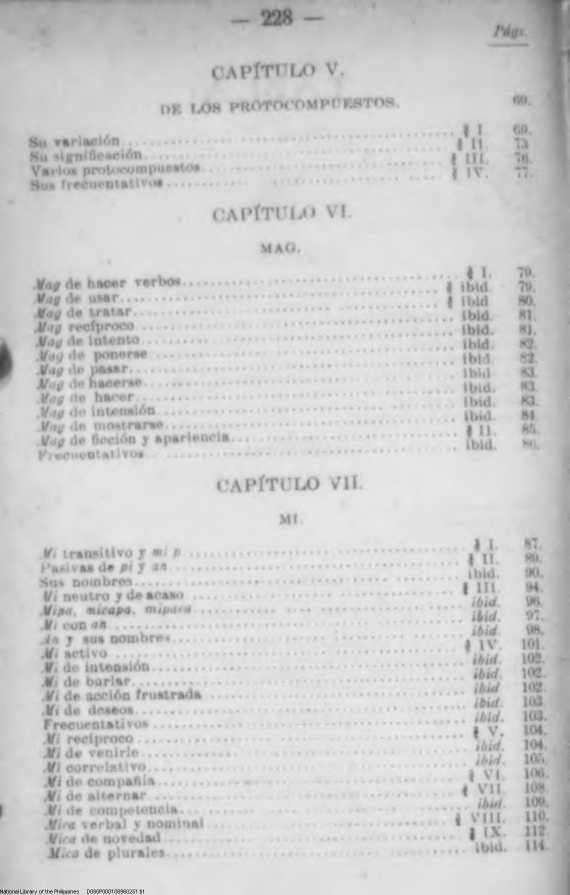 — 228 —
Págs.
CAPÍTULO V.
DE LOS PROTOCOMPUESTOS. 69.
Su variación § I. 69.
Su significación § II. 73
Varios protocompuestos § III. 76.
Sus frecuentativos § IV. 77.
CAPÍTULO VI.
MAG.
Mag de hacer verbos § I. 79.
Mag de usar § ibid. 79.
Mag de tratar § ibid 80.
Mag recíproco ibid. 81.
Mag de intento ibid. 81.
Mag de ponerse ibid. 82.
Mag de pasar ibid. 82.
Mag de hacerse ibid. 83.
Mag de hacer ibid. 83.
Mag de intensión ibid. 83.
Mag de mostrarse ibid. 84.
Mag de ficción y apariencia § II. 85.
Frecuentativos ibid. 86.
CAPÍTULO VII.
MI.
Mi transitivo y mi p § I. 87.
Pasivas de pi y an § II. 89.
Sus nombres ibid. 90.
Mi neutro y de acaso § III. 94.
Mipa, micapa, mipara ibid. 96.
Mi con an ibid. 97.
An y sus nombres ibid. 98.
Mi activo § IV. 101.
Mi de intensión ibid. 102.
Mi de burlar ibid. 102.
Mi de acción frustrada ibid 102.
Mi de deseos ibid. 103
Frecuentativos ibid. 103.
Mi recíproco § V. 104.
Mi de venirle ibid. 104.
Mi correlativo ibid. 105.
Mi de compañía § VI. 106.
Mi de alternar § VII. 108.
Mi de competencia ibid. 109.
Mica verbal y nominal § VIII. 110.
Mica de novedad § IX. 112.
Mica de plurales ibid. 114.
National Library of the Philippines